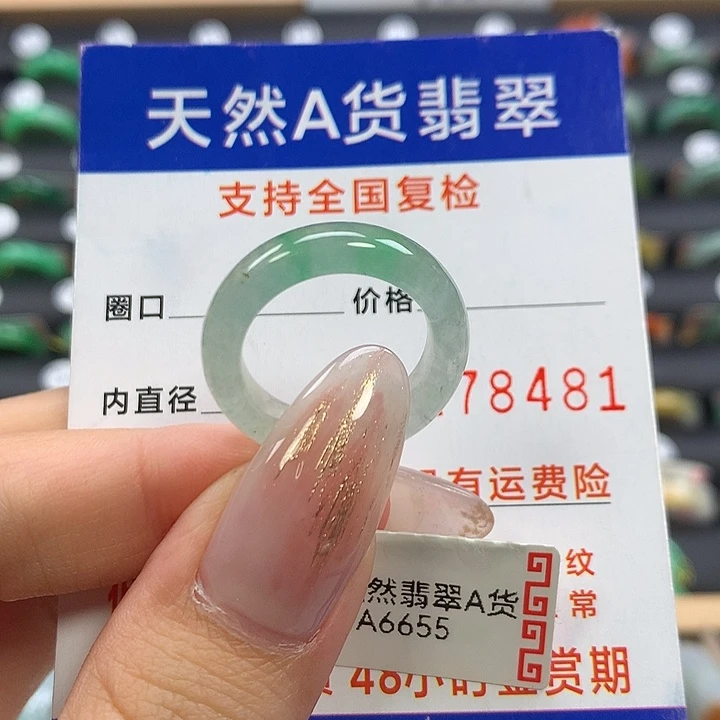 天然A货翡翠
支持全国复检
圈口 价格
内直径 78481
有运费险
纹
然翡翠A货 常
A6655
48小时鉴赏期